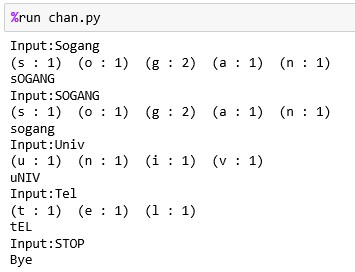 %run chan.py
Input:Sogang
(s : 1) (o : 1) (g : 2) (a : 1) (n : 1)
sOGANG
Input:SOGANG
(s : 1) (o : 1) (g : 2) (a : 1) (n : 1)
sogang
Input:Univ
(u : 1) (n : 1) (i : 1) (v : 1)
uNIV
Input:Tel
(t : 1) (e : 1) (l : 1)
tEL
Input:STOP
Bye